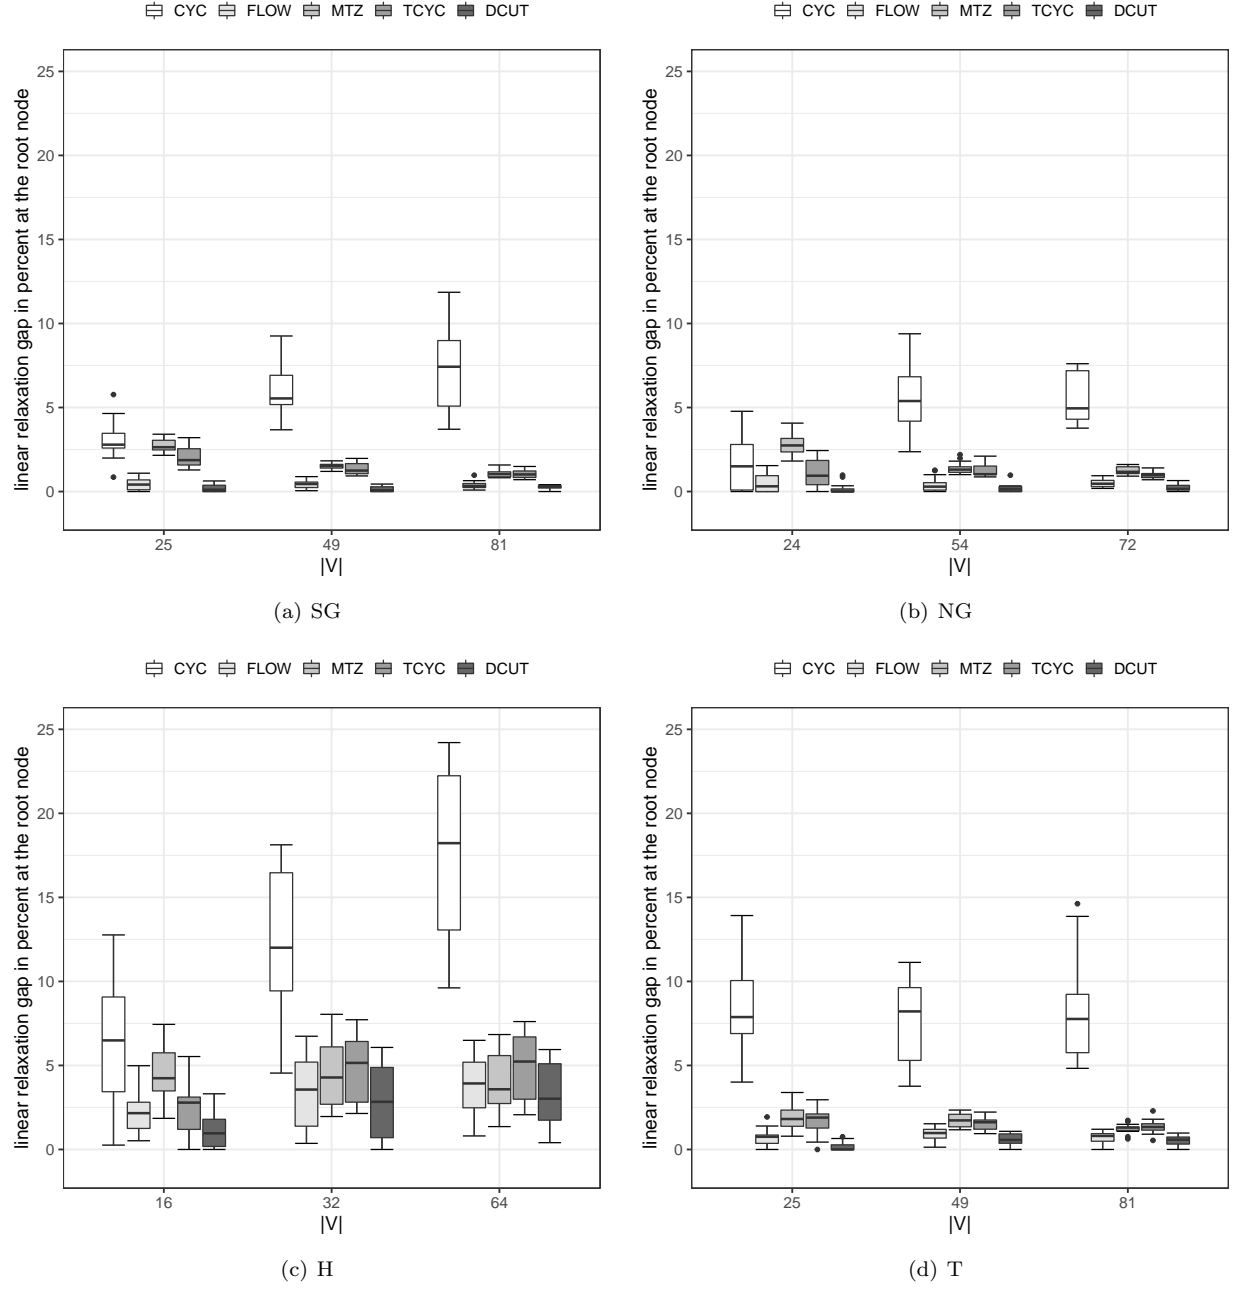 CYC FLOW MTZ TCYC DCUT
linear relaxation gap in percent at the root node
25
20
15
10
5
0
25 49 81
|V|
(a) SG
CYC FLOW MTZ TCYC DCUT
linear relaxation gap in percent at the root node
25
20
15
10
5
0
24 54 72
|V|
(b) NG
CYC FLOW MTZ TCYC DCUT
linear relaxation gap in percent at the root node
25
20
15
10
5
0
16 32 64
|V|
(c) H
CYC FLOW MTZ TCYC DCUT
linear relaxation gap in percent at the root node
25
20
15
10
5
0
25 49 81
|V|
(d) T